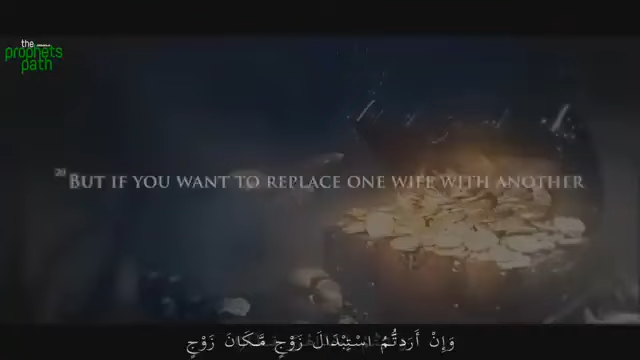 the
prophets
path
20 BUT IF YOU WANT TO REPLACE ONE WIFE WITH ANOTHER
وَإِنْ أَرَدتُّمُ اسْتِبْدَالَ زَوْجٍ مَّكَانَ زَوْجٍ